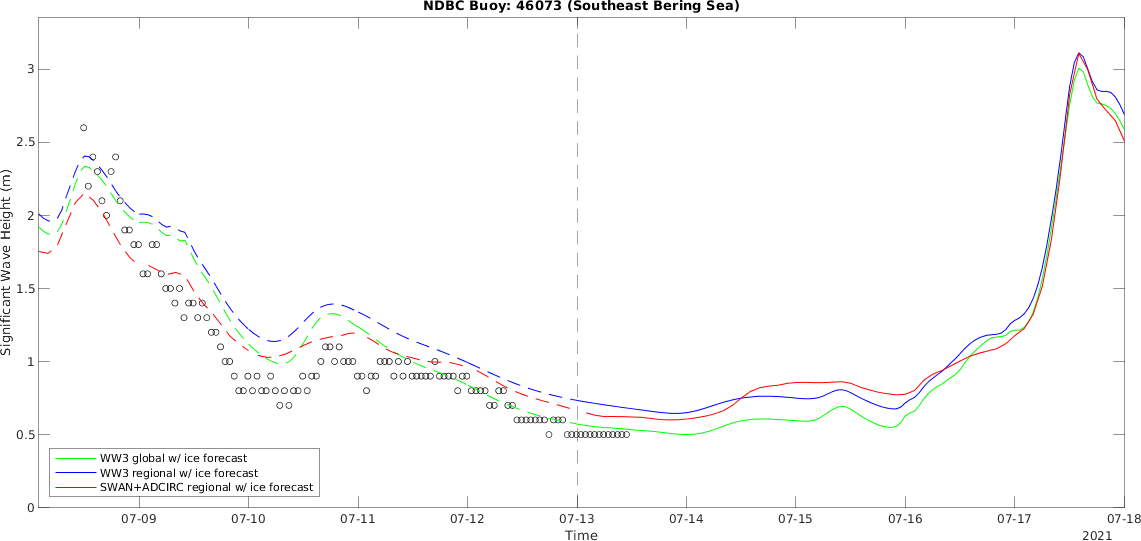 NDBC Buoy: 46073 (Southeast Bering Sea)
Significant Wave Height (m)
3
2.5
2
1.5
1
0.5
0
WW3 global w/ ice forecast
WW3 regional w/ ice forecast
SWAN+ADCIRC regional w/ ice forecast
07-09 07-10 07-11 07-12 07-13 07-14 07-15 07-16 07-17 07-18
Time
2021